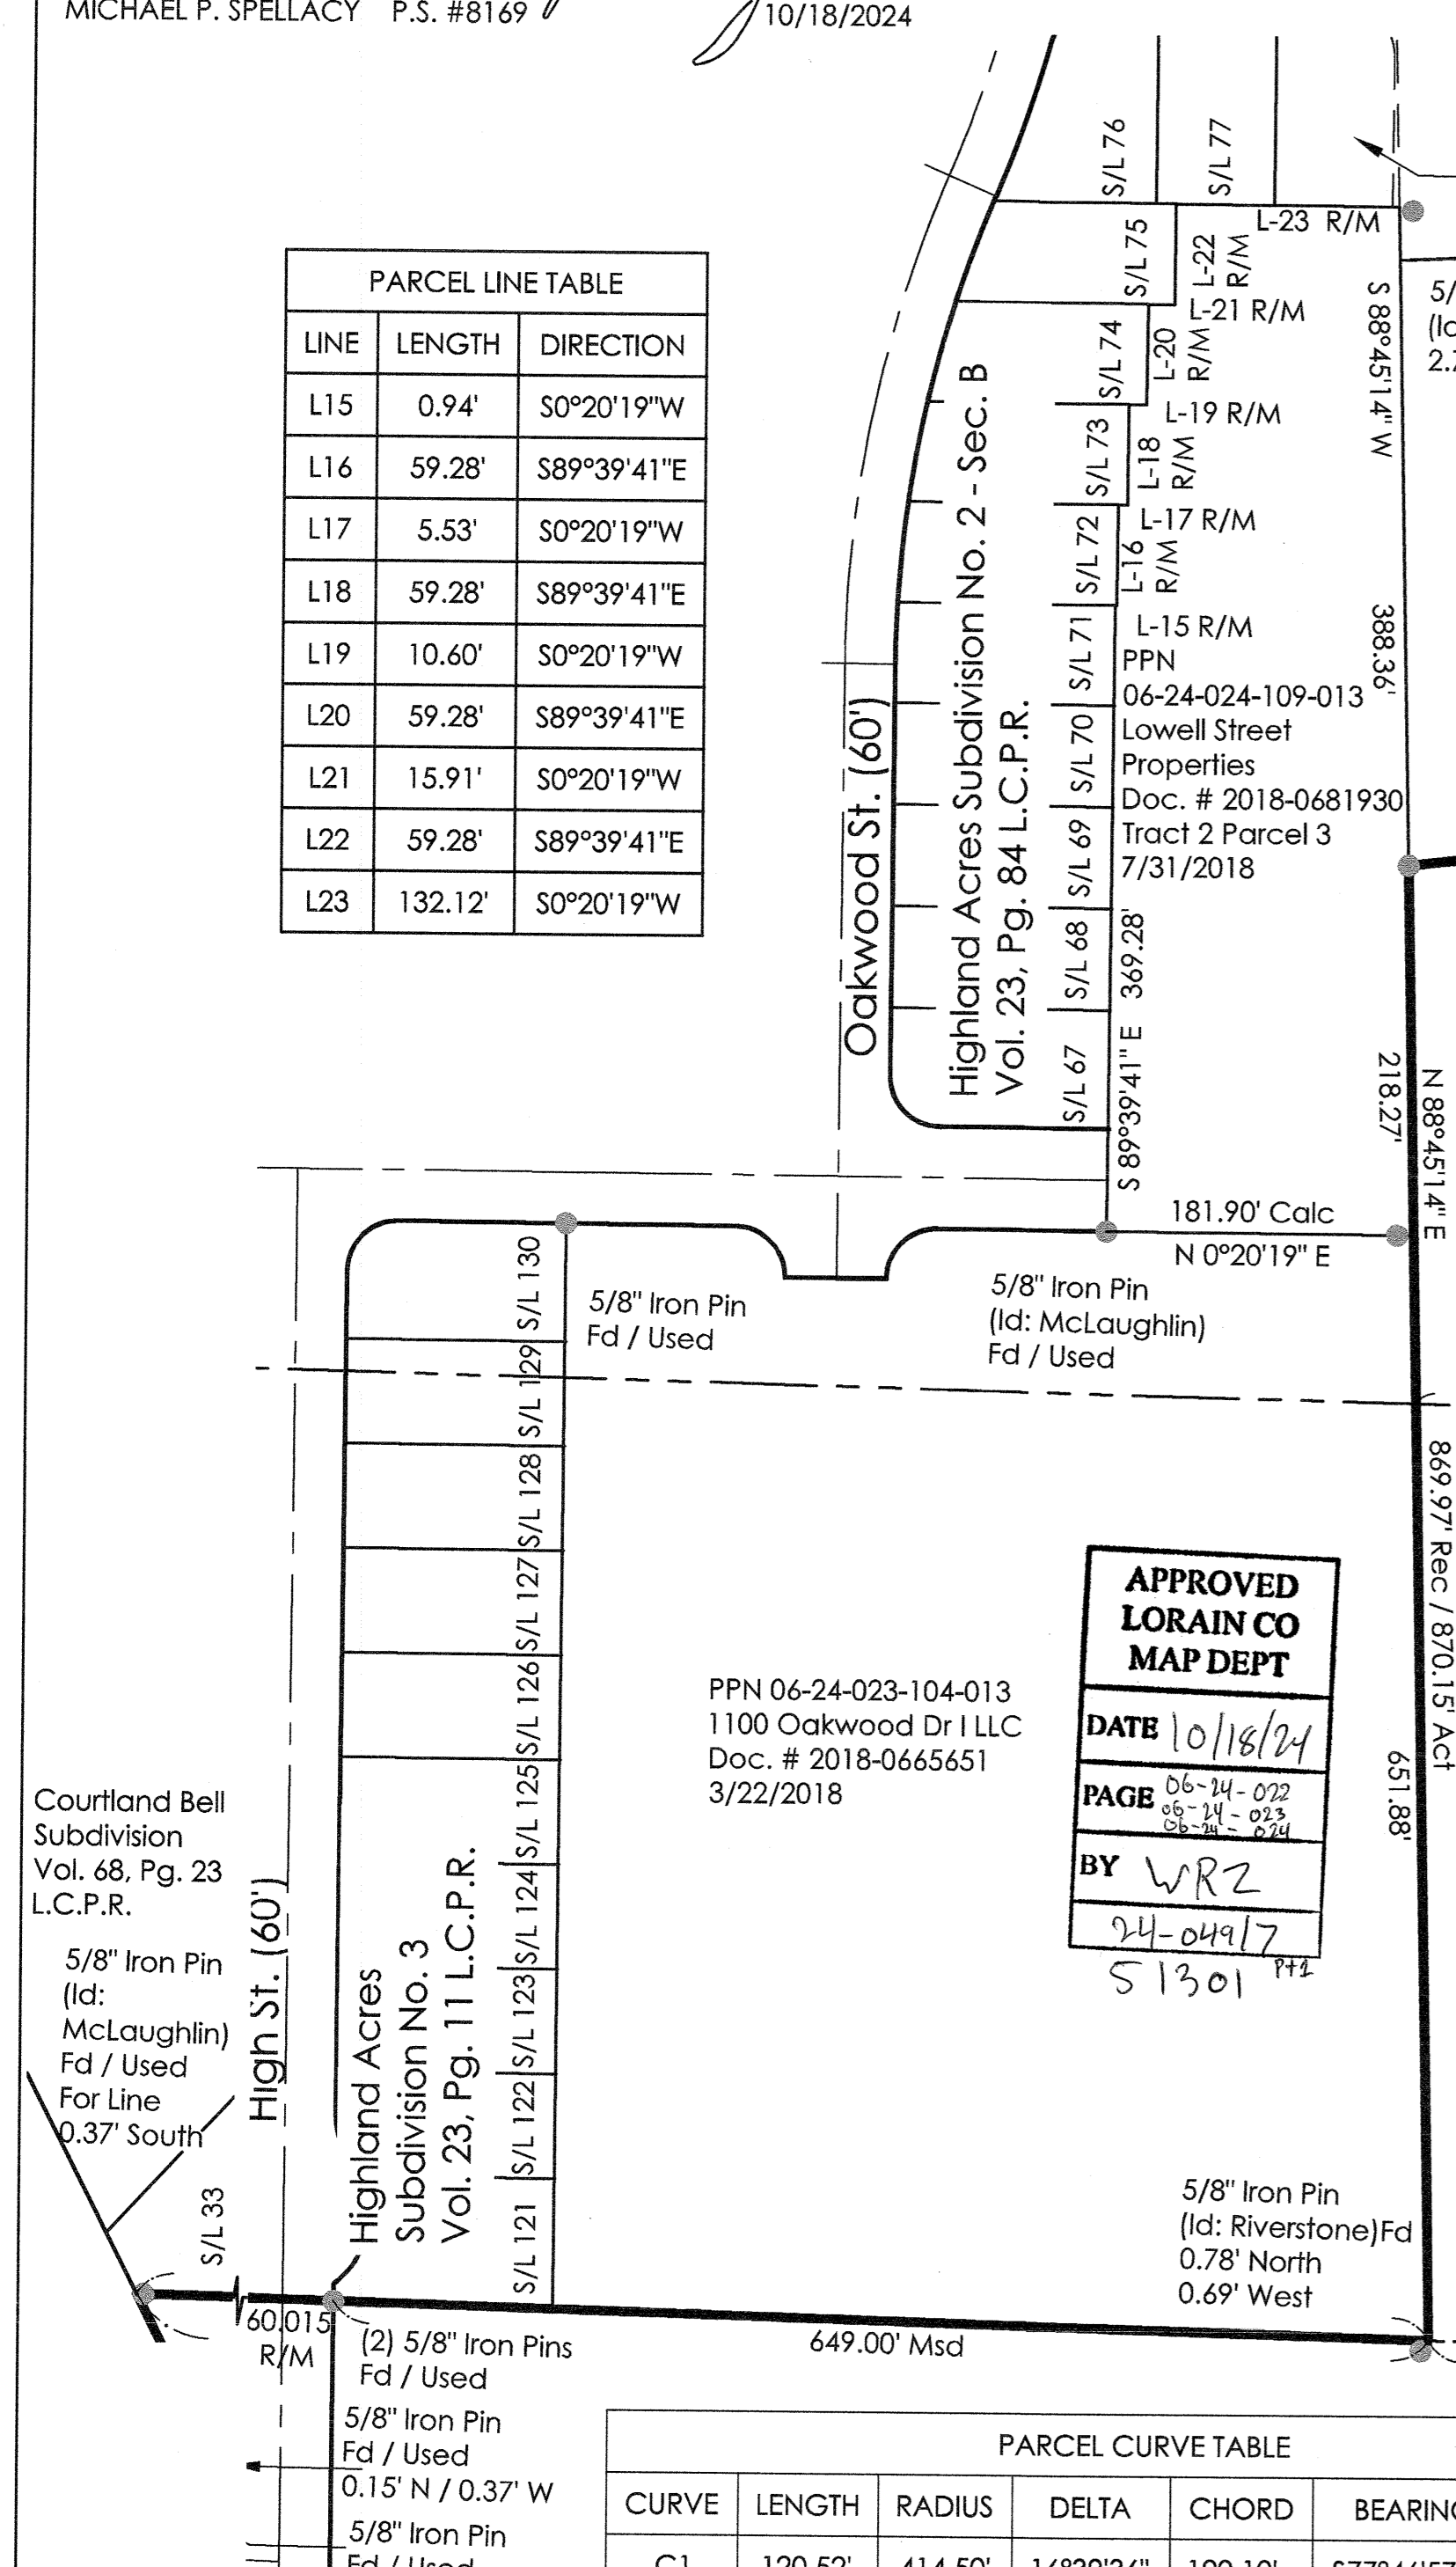 MICHAEL P. SPELLACY P.S. #8169
10/18/2024
PARCEL LINE TABLE
LINE LENGTH DIRECTION
L15 0.94' S0°20'19"W
L16 59.28' S89°39'41"E
L17 5.53' S0°20'19"W
L18 59.28' S89°39'41"E
L19 10.60' S0°20'19"W
L20 59.28' S89°39'41"E
L21 15.91' S0°20'19"W
L22 59.28' S89°39'41"E
L23 132.12' S0°20'19"W
S/L 76
S/L 77
L-23 R/M
S/L 75
L-22
R/M
L-21 R/M
S/L 74
L-20
R/M
L-19 R/M
S/L 73
L-18
R/M
L-17 R/M
S/L 72
L-16
R/M
L-15 R/M
S/L 71
S/L 70
S/L 69
S/L 68
S/L 67
S 88°45'14" W
388.36'
5/
(Id
2.
PPN
06-24-024-109-013
Lowell Street
Properties
Doc. # 2018-0681930
Tract 2 Parcel 3
7/31/2018
Oakwood St. (60')
Highland Acres Subdivision No. 2 - Sec. B
Vol. 23, Pg. 84 L.C.P.R.
S 89°39'41" E 369.28'
218.27'
N 88°45'14" E
181.90' Calc
N 0°20'19" E
5/8" Iron Pin
Fd / Used
5/8" Iron Pin
(Id: McLaughlin)
Fd / Used
S/L 130
S/L 129
S/L 128
S/L 127
S/L 126
S/L 125
S/L 124
S/L 123
S/L 122
S/L 121
869.97' Rec / 870.15' Act
651.88'
PPN 06-24-023-104-013
1100 Oakwood Dr I LLC
Doc. # 2018-0665651
3/22/2018
APPROVED
LORAIN CO
MAP DEPT
DATE 10/18/24
PAGE 06-24-022
06-24-023
06-24-024
BY WRZ
24-04917
51301 Pt1
Courtland Bell
Subdivision
Vol. 68, Pg. 23
L.C.P.R.
5/8" Iron Pin
(Id:
McLaughlin)
Fd / Used
For Line
0.37' South
High St. (60')
Highland Acres
Subdivision No. 3
Vol. 23, Pg. 11 L.C.P.R.
S/L 33
5/8" Iron Pin
(Id: Riverstone)Fd
0.78' North
0.69' West
60.015
R/M
(2) 5/8" Iron Pins
Fd / Used
649.00' Msd
5/8" Iron Pin
Fd / Used
0.15' N / 0.37' W
5/8" Iron Pin
Fd / Used
PARCEL CURVE TABLE
CURVE LENGTH RADIUS DELTA CHORD BEARING
C1 120.52' 414.50'